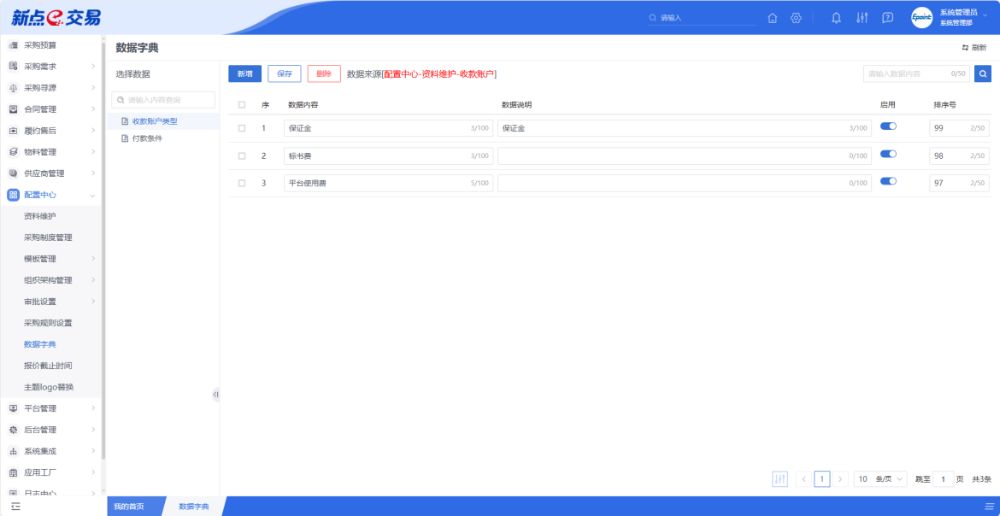 新点e交易
请输入
系统管理员
系统管理部
采购预算
采购需求
采购寻源
合同管理
履约售后
物料管理
供应商管理
配置中心
资料维护
采购制度管理
模板管理
组织架构管理
审批设置
采购规则设置
数据字典
报价截止时间
主题logo替换
平台管理
后台管理
系统集成
应用工厂
日志中心
数据字典
刷新
选择数据
请输入内容查询
收款账户类型
付款条件
新增 保存 删除 数据来源[配置中心-资料维护-收款账户]
请输入数据内容 0/50
序 数据内容 数据说明 启用 排序号
1 保证金 3/100 保证金 3/100 99 2/50
2 标书费 3/100 0/100 98 2/50
3 平台使用费 5/100 0/100 97 2/50
1 10 条/页 跳至 1 页 共3条
我的首页 数据字典
Epoint